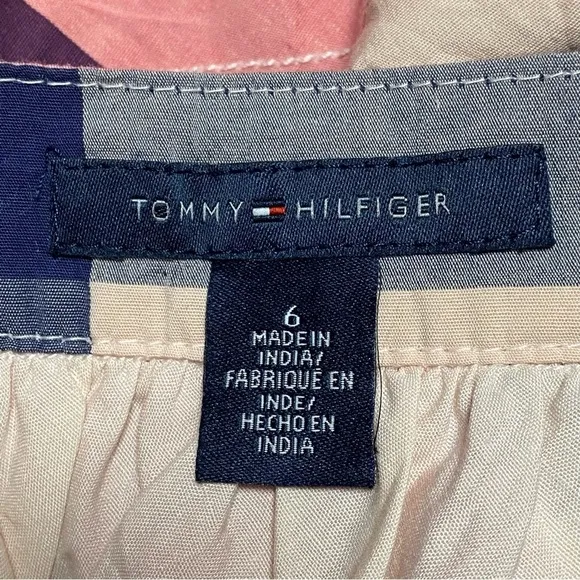 TOMMY HILFIGER
6
MADE IN
INDIA/
FABRIQUÉ EN
INDE/
HECHO EN
INDIA